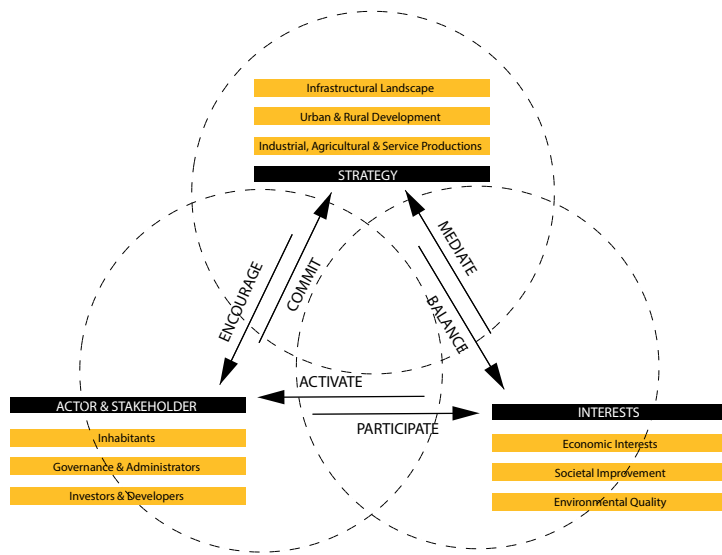 Infrastructural Landscape
Urban & Rural Development
Industrial, Agricultural & Service Productions
STRATEGY
ENCOURAGE
COMMIT
MEDIATE
BALANCE
ACTIVATE
PARTICIPATE
ACTOR & STAKEHOLDER
Inhabitants
Governance & Administrators
Investors & Developers
INTERESTS
Economic Interests
Societal Improvement
Environmental Quality